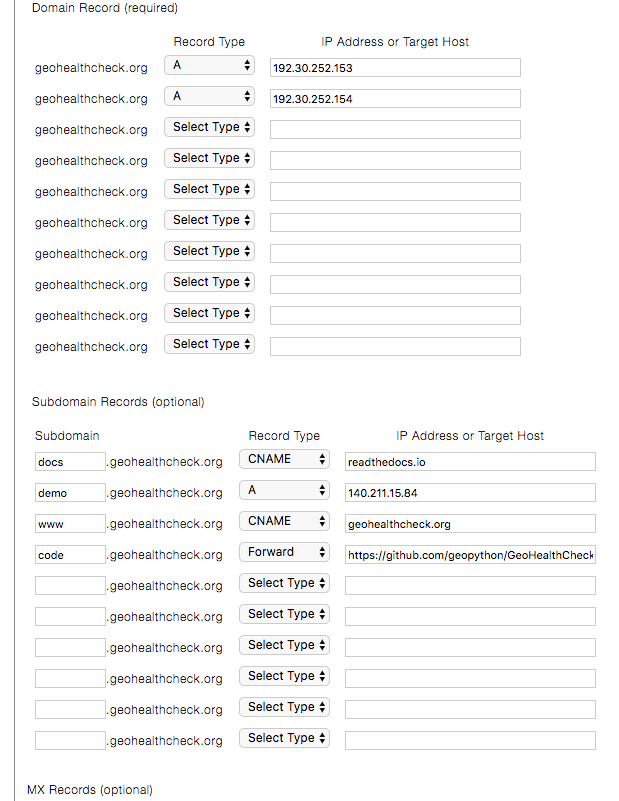 Domain Record (required)
Record Type IP Address or Target Host
geohealthcheck.org A 192.30.252.153
geohealthcheck.org A 192.30.252.154
geohealthcheck.org Select Type
geohealthcheck.org Select Type
geohealthcheck.org Select Type
geohealthcheck.org Select Type
geohealthcheck.org Select Type
geohealthcheck.org Select Type
geohealthcheck.org Select Type
geohealthcheck.org Select Type
Subdomain Records (optional)
Subdomain Record Type IP Address or Target Host
docs .geohealthcheck.org CNAME readthedocs.io
demo .geohealthcheck.org A 140.211.15.84
www .geohealthcheck.org CNAME geohealthcheck.org
code .geohealthcheck.org Forward https://github.com/geopython/GeoHealthCheck
.geohealthcheck.org Select Type
.geohealthcheck.org Select Type
.geohealthcheck.org Select Type
.geohealthcheck.org Select Type
.geohealthcheck.org Select Type
.geohealthcheck.org Select Type
MX Records (optional)